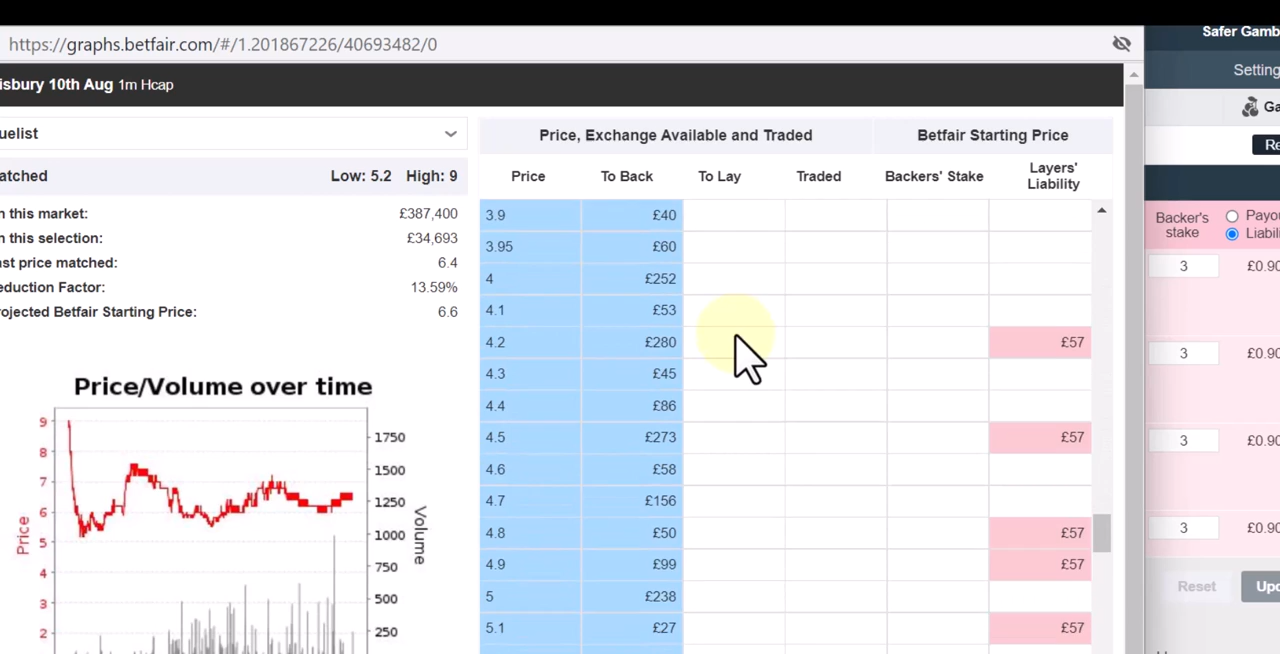 https://graphs.betfair.com/#/1.201867226/40693482/0
Safer Gamb
isbury 10th Aug 1m Hcap
Setting
Ga
uelist
Re
Price, Exchange Available and Traded
Betfair Starting Price
atched Low: 5.2 High: 9
Price To Back To Lay Traded Backers' Stake Layers' Liability
n this market: £387,400
n this selection: £34,693
ast price matched: 6.4
eduction Factor: 13.59%
rojected Betfair Starting Price: 6.6
3.9 £40
3.95 £60
4 £252
4.1 £53
4.2 £280 £57
4.3 £45
4.4 £86
4.5 £273 £57
4.6 £58
4.7 £156
4.8 £50 £57
4.9 £99 £57
5 £238
5.1 £27 £57
Price/Volume over time
9
8
7
6
5
4
3
2
Price
1750
1500
1250
1000
750
500
250
Volume
Backer's stake
Payou
Liabili
3 £0.90
3 £0.90
3 £0.90
3 £0.90
Reset Upd